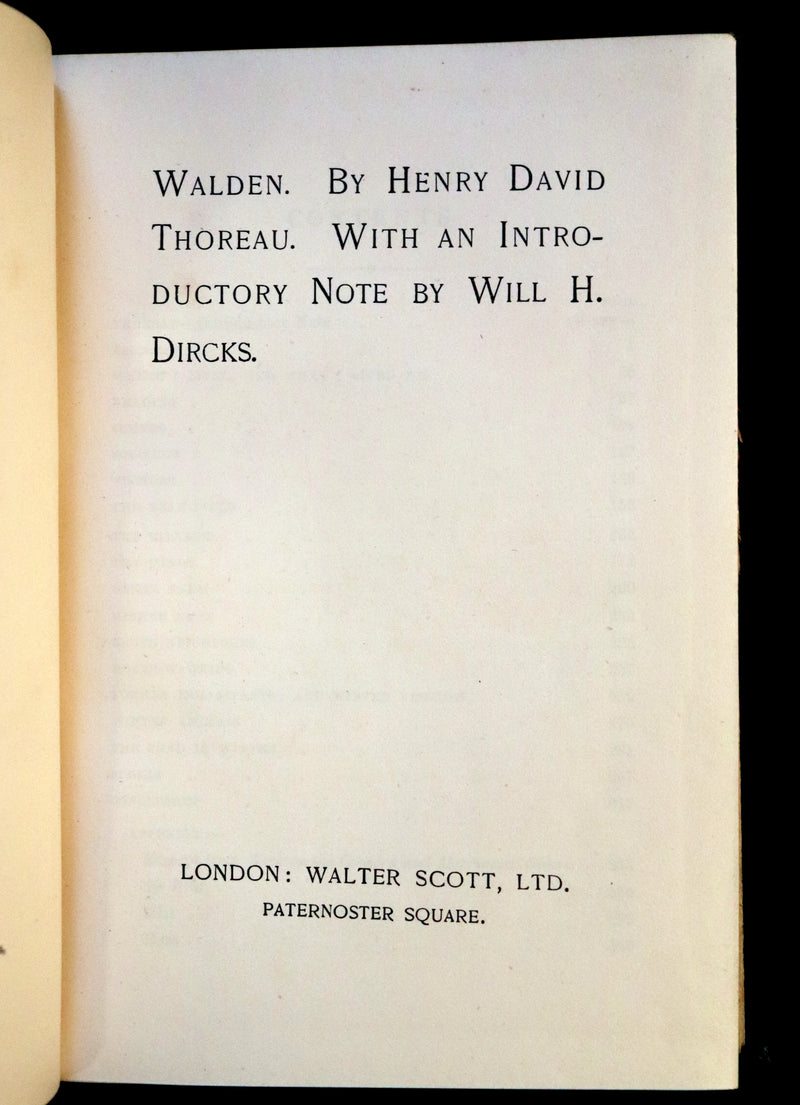 WALDEN. BY HENRY DAVID
THOREAU. WITH AN INTRO-
DUCTORY NOTE BY WILL H.
DIRCKS.
LONDON: WALTER SCOTT, LTD.
PATERNOSTER SQUARE.